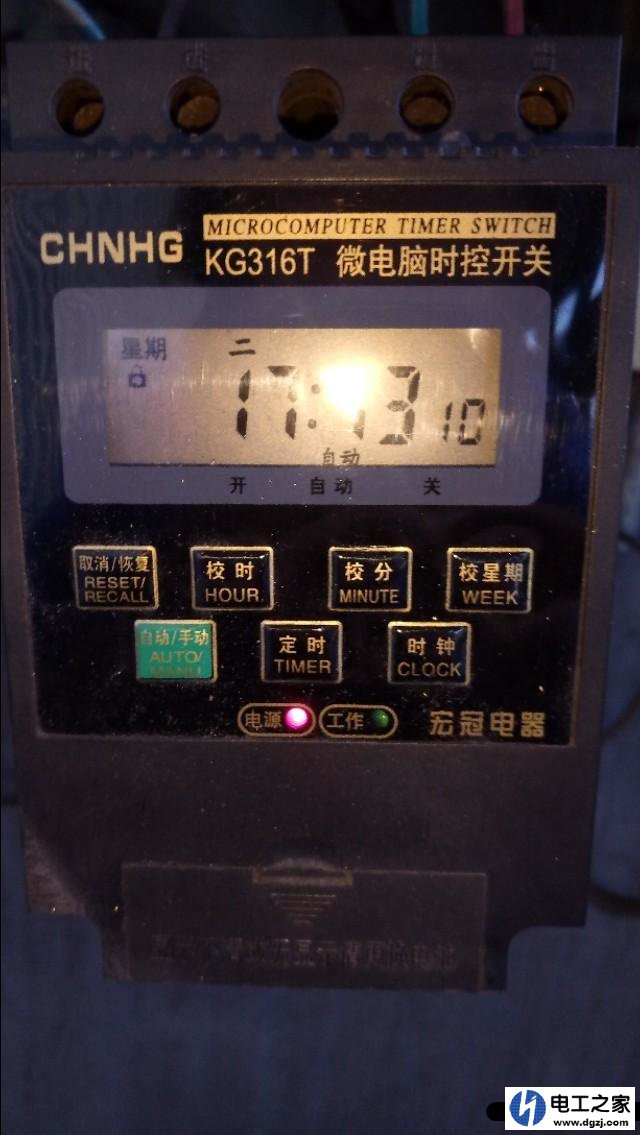 CHNHG
MICROCOMPUTER TIMER SWITCH
KG316T 微电脑时控开关
星期 二
17: 3 10
自动
开 自动 关
取消/恢复
RESET/
RECALL
校时
HOUR
校分
MINUTE
校星期
WEEK
自动/手动
AUTO/
定时
TIMER
时钟
CLOCK
电源 工作 宏冠电器
电工之家
www.dgzj.com